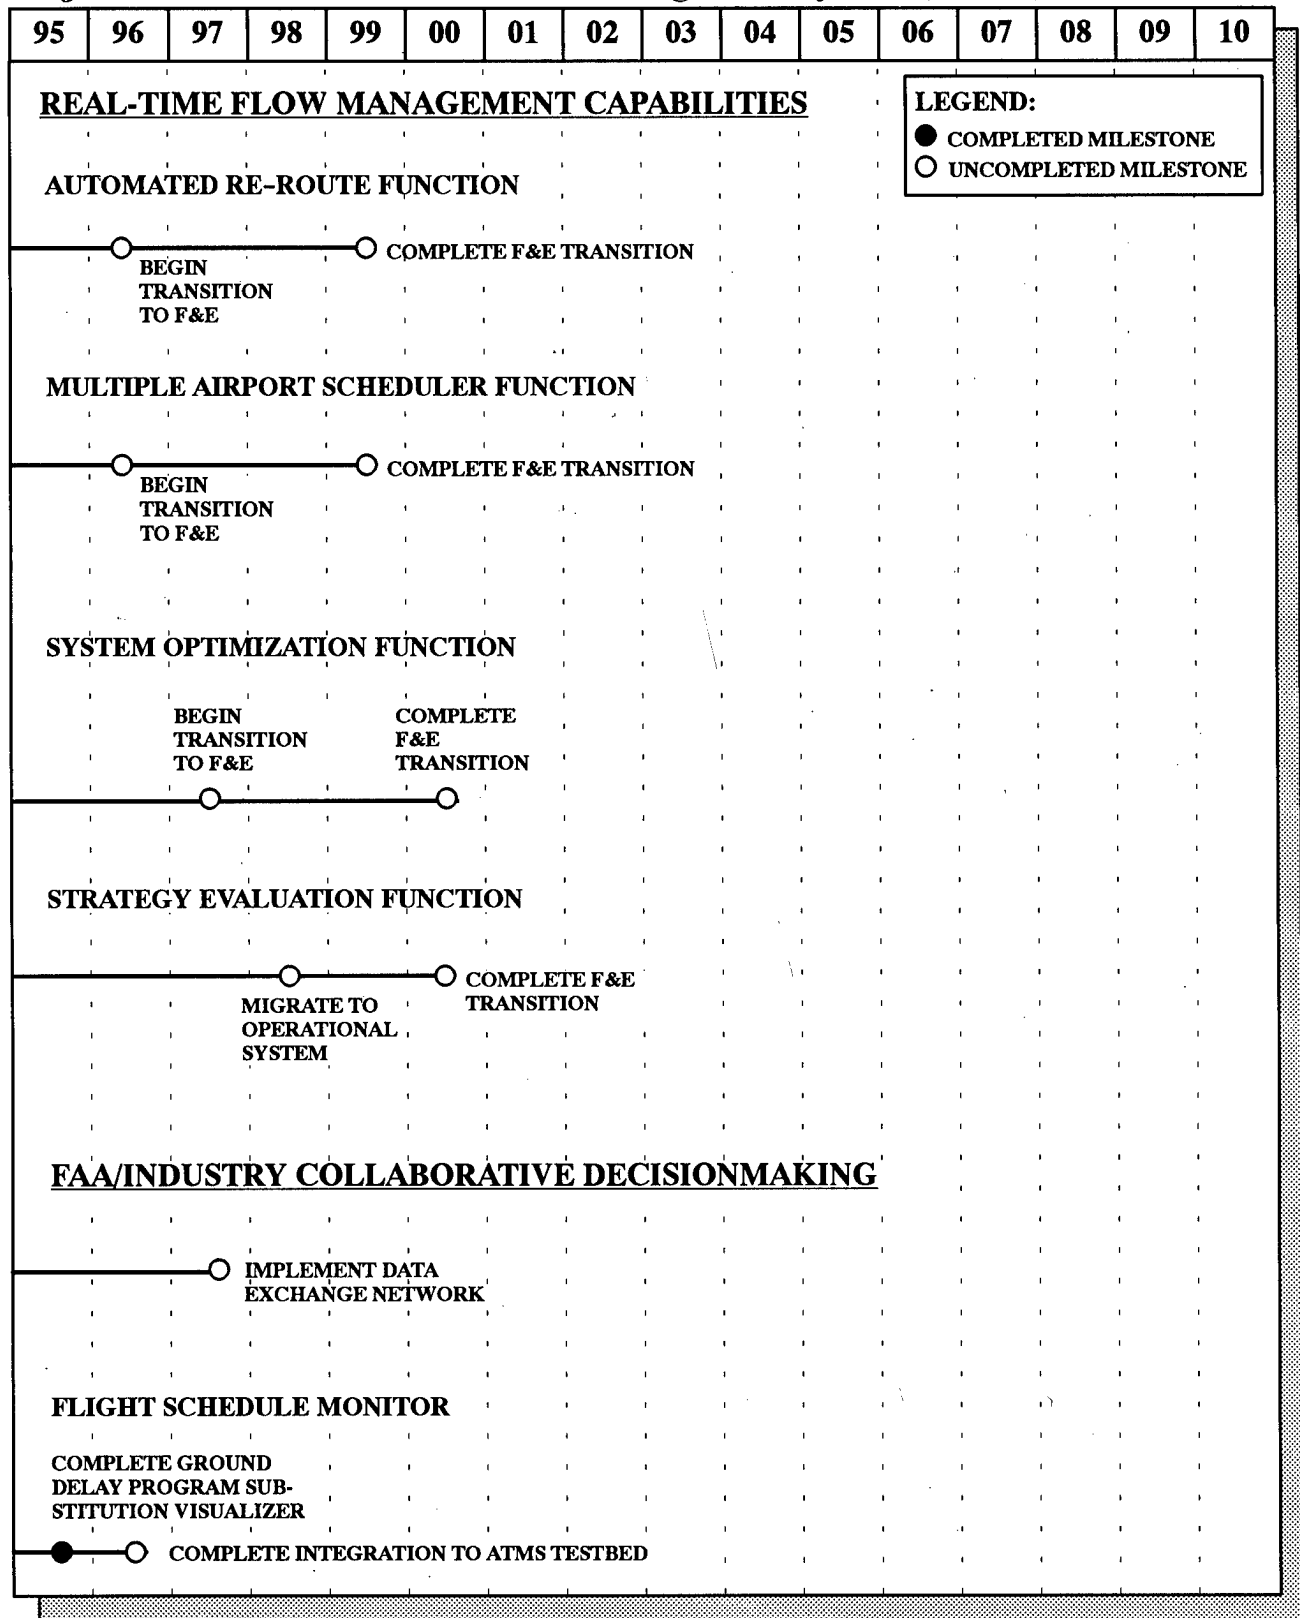 95 96 97 98 99 00 01 02 03 04 05 06 07 08 09 10
REAL-TIME FLOW MANAGEMENT CAPABILITIES
LEGEND:
COMPLETED MILESTONE
UNCOMPLETED MILESTONE
AUTOMATED RE-ROUTE FUNCTION
COMPLETE F&E TRANSITION
BEGIN
TRANSITION
TO F&E
MULTIPLE AIRPORT SCHEDULER FUNCTION
COMPLETE F&E TRANSITION
BEGIN
TRANSITION
TO F&E
SYSTEM OPTIMIZATION FUNCTION
BEGIN
TRANSITION
TO F&E
COMPLETE
F&E
TRANSITION
STRATEGY EVALUATION FUNCTION
MIGRATE TO
OPERATIONAL
SYSTEM
COMPLETE F&E
TRANSITION
FAA/INDUSTRY COLLABORATIVE DECISIONMAKING
IMPLEMENT DATA
EXCHANGE NETWORK
FLIGHT SCHEDULE MONITOR
COMPLETE GROUND
DELAY PROGRAM SUB-
STITUTION VISUALIZER
COMPLETE INTEGRATION TO ATMS TESTBED